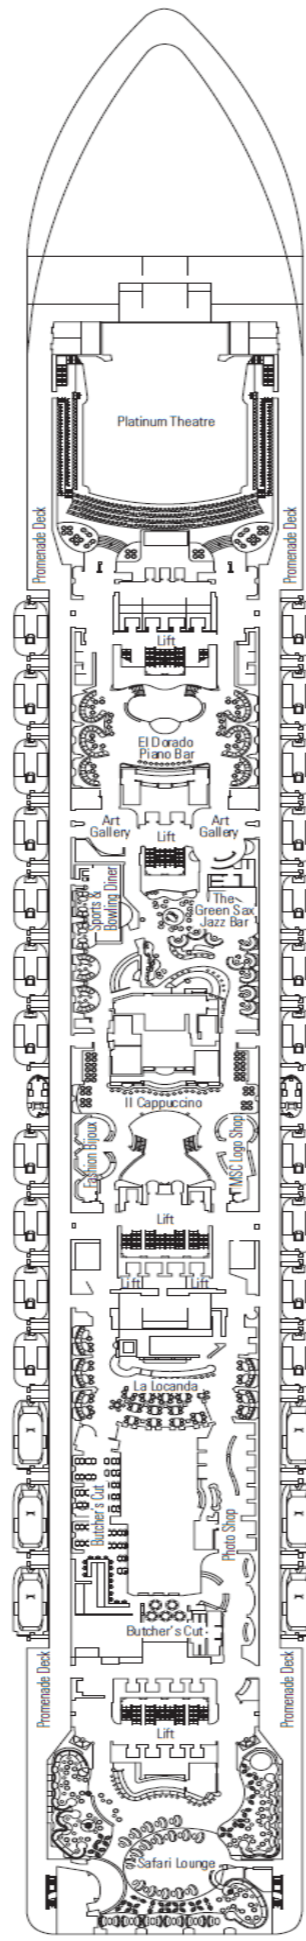 Platinum Theatre
Promenade Deck
Promenade Deck
Lift
El Dorado
Piano Bar
Art
Gallery
Lift
Art
Gallery
Sports &
Bowling Diner
The
Green Sax
Jazz Bar
Il Cappuccino
Fashion Bijoux
MSC Logo Shop
Lift
Lift
Lift
La Locanda
Butcher's Cut
Photo Shop
Butcher's Cut
Promenade Deck
Promenade Deck
Lift
Safari Lounge